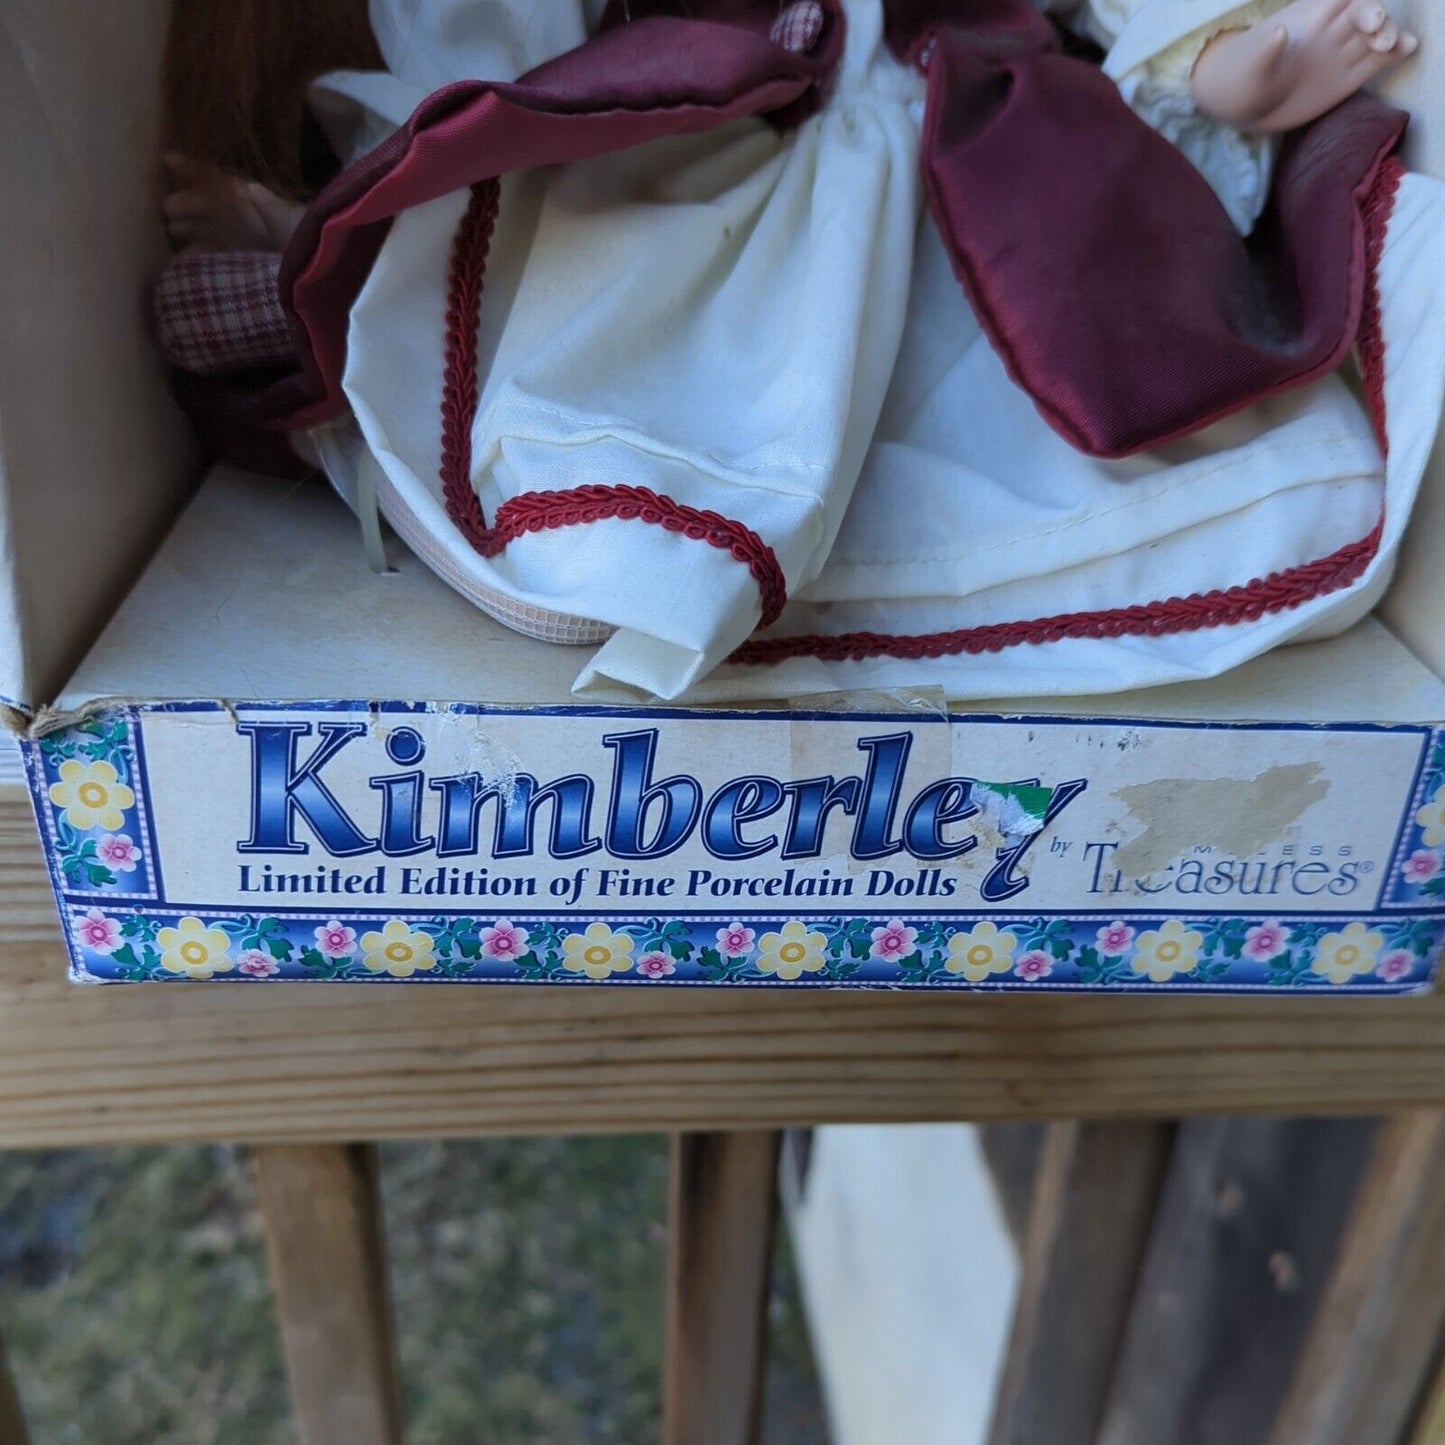 Kimberley
Limited Edition of Fine Porcelain Dolls
by Treasures®